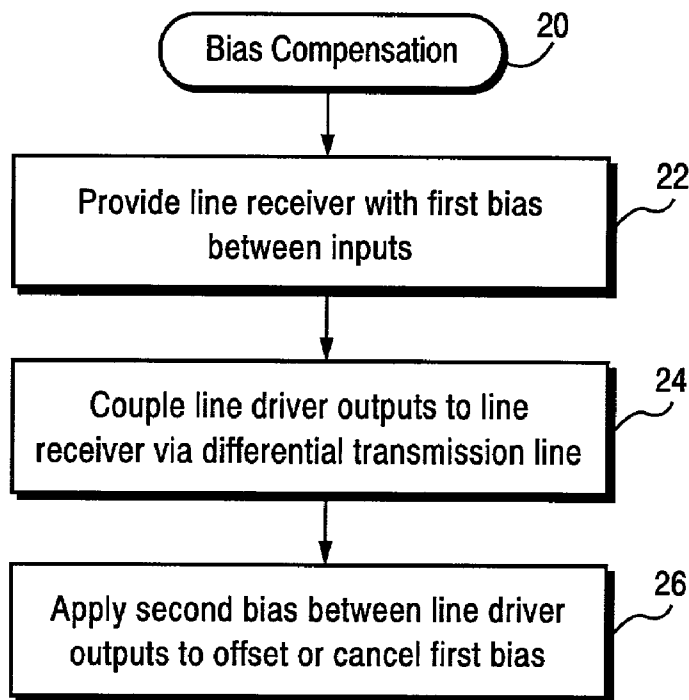 Bias Compensation
20
Provide line receiver with first bias
between inputs
22
Couple line driver outputs to line
receiver via differential transmission line
24
Apply second bias between line driver
outputs to offset or cancel first bias
26